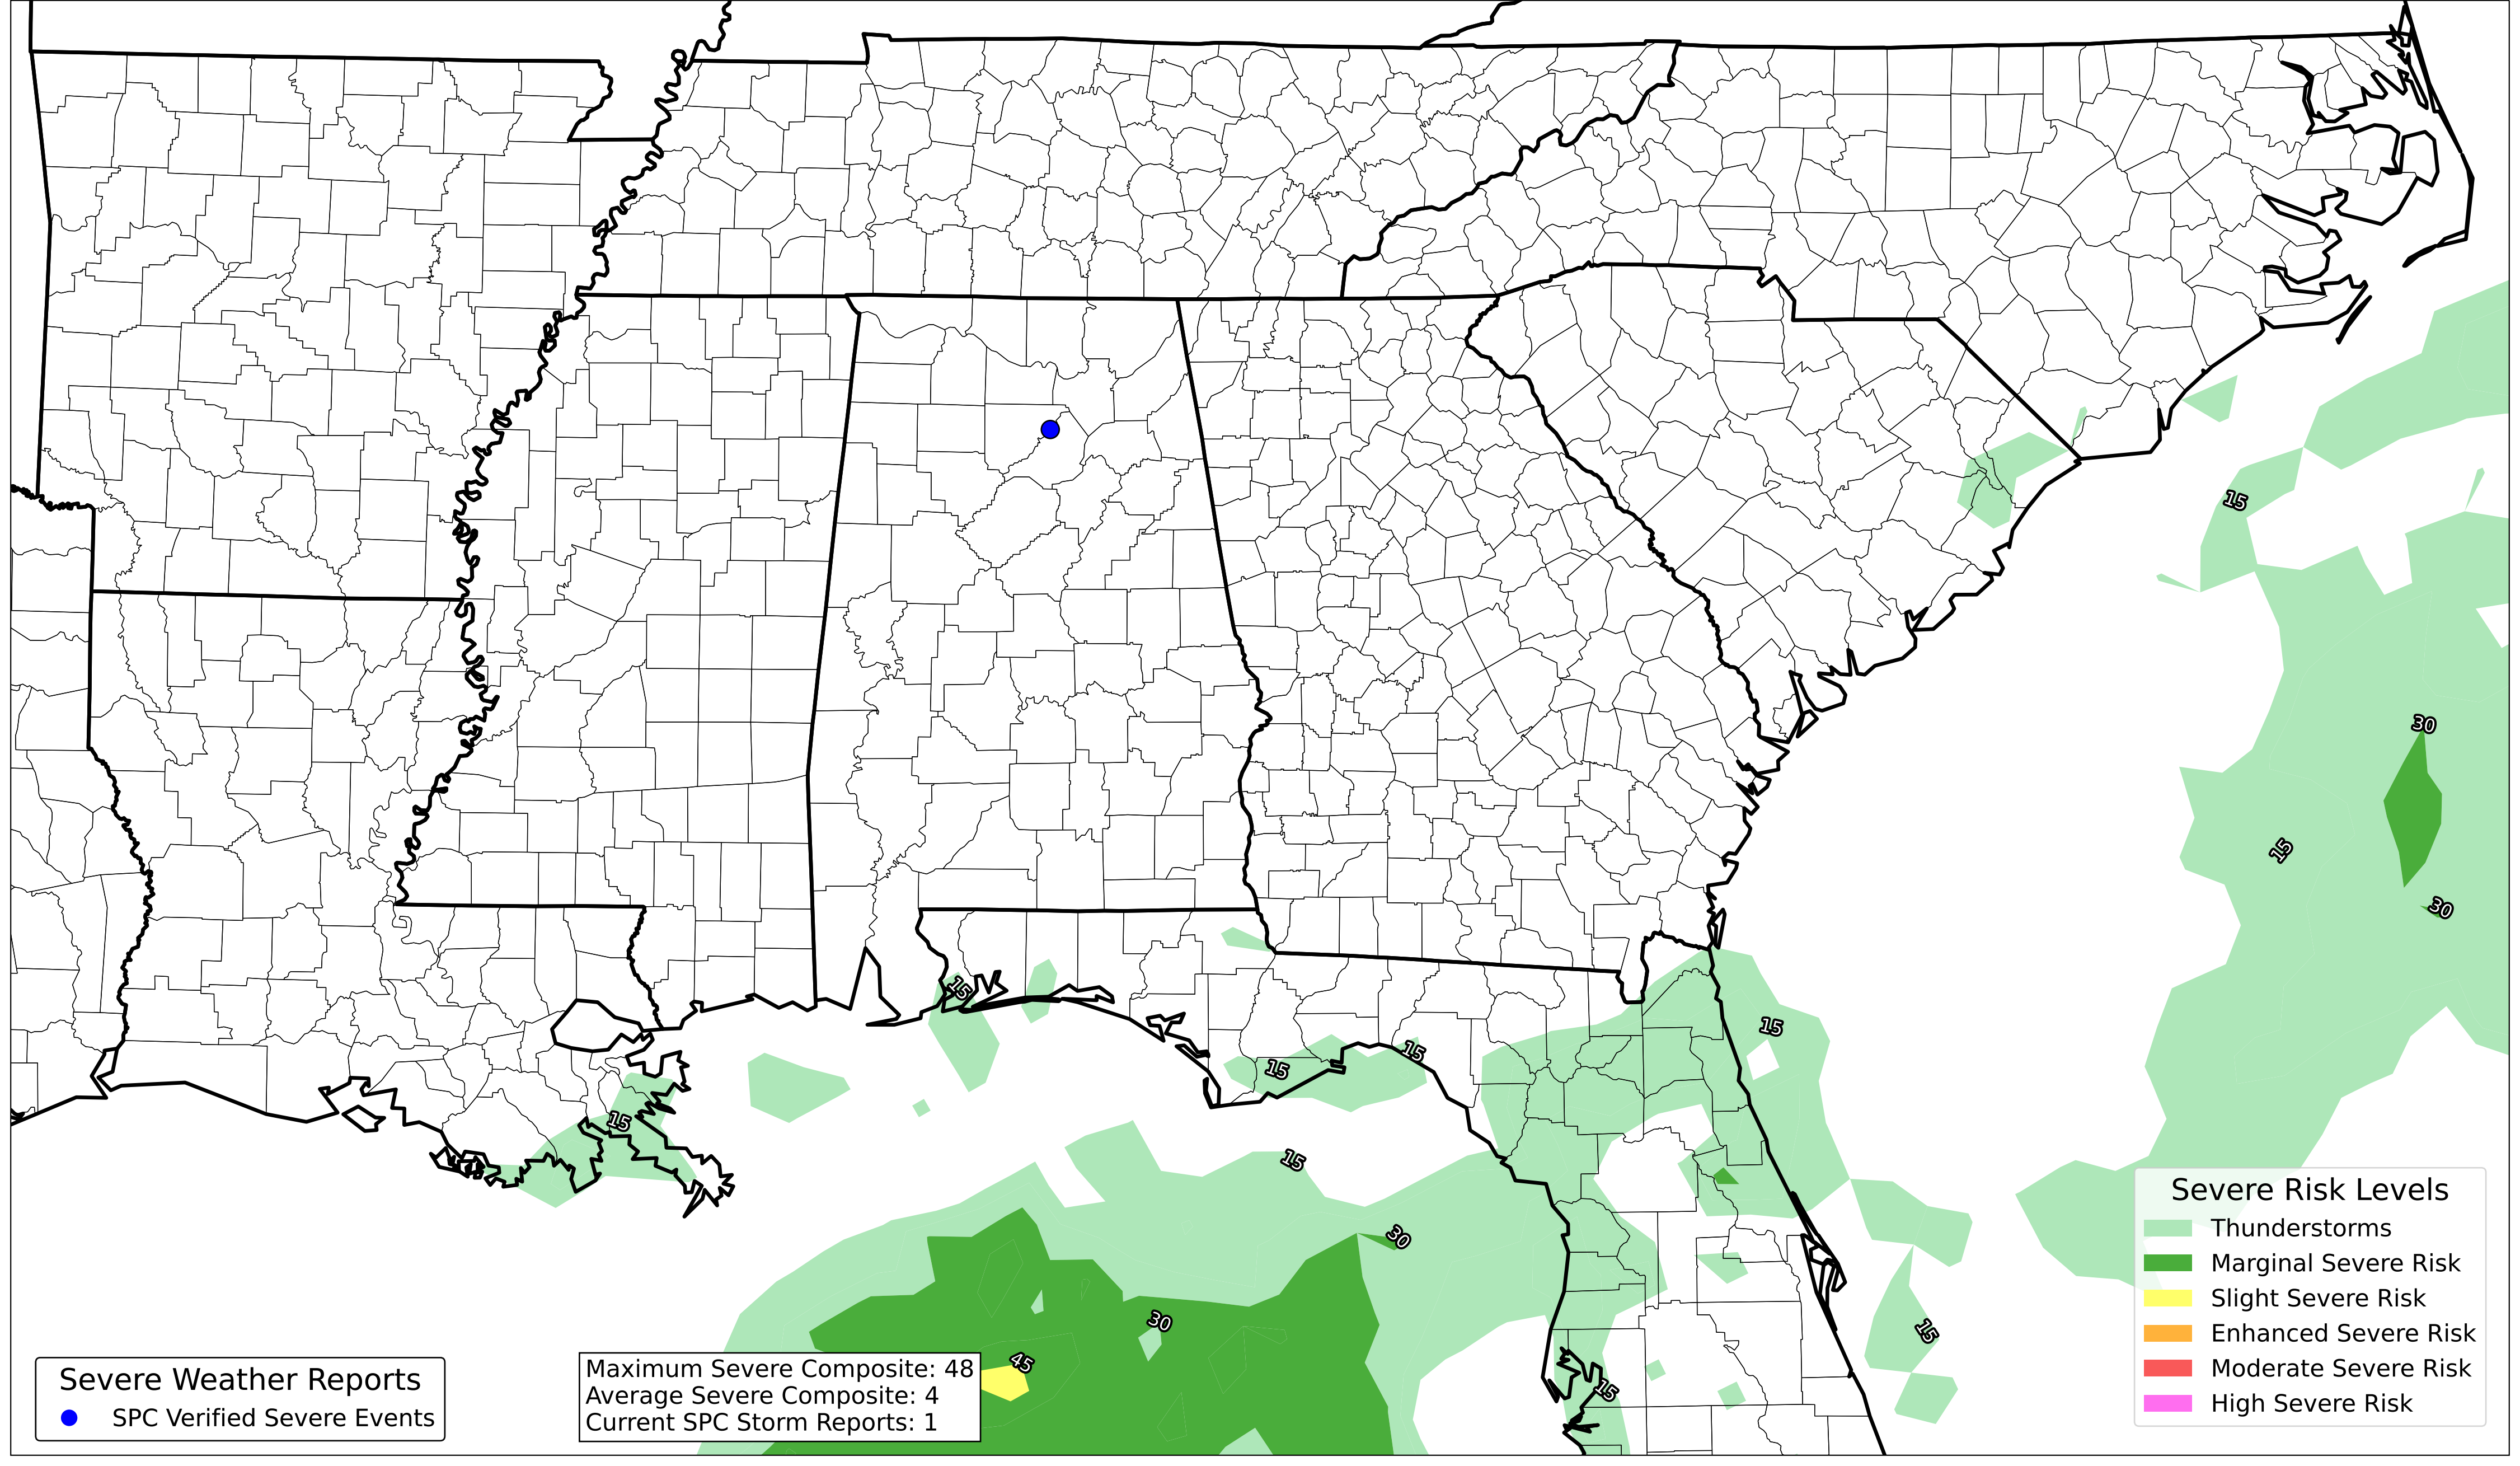 15
30
15
30
15
15
15
15
15
15
30
30
45
15
15
Severe Risk Levels
Thunderstorms
Marginal Severe Risk
Slight Severe Risk
Enhanced Severe Risk
Moderate Severe Risk
High Severe Risk
Severe Weather Reports
SPC Verified Severe Events
Maximum Severe Composite: 48
Average Severe Composite: 4
Current SPC Storm Reports: 1